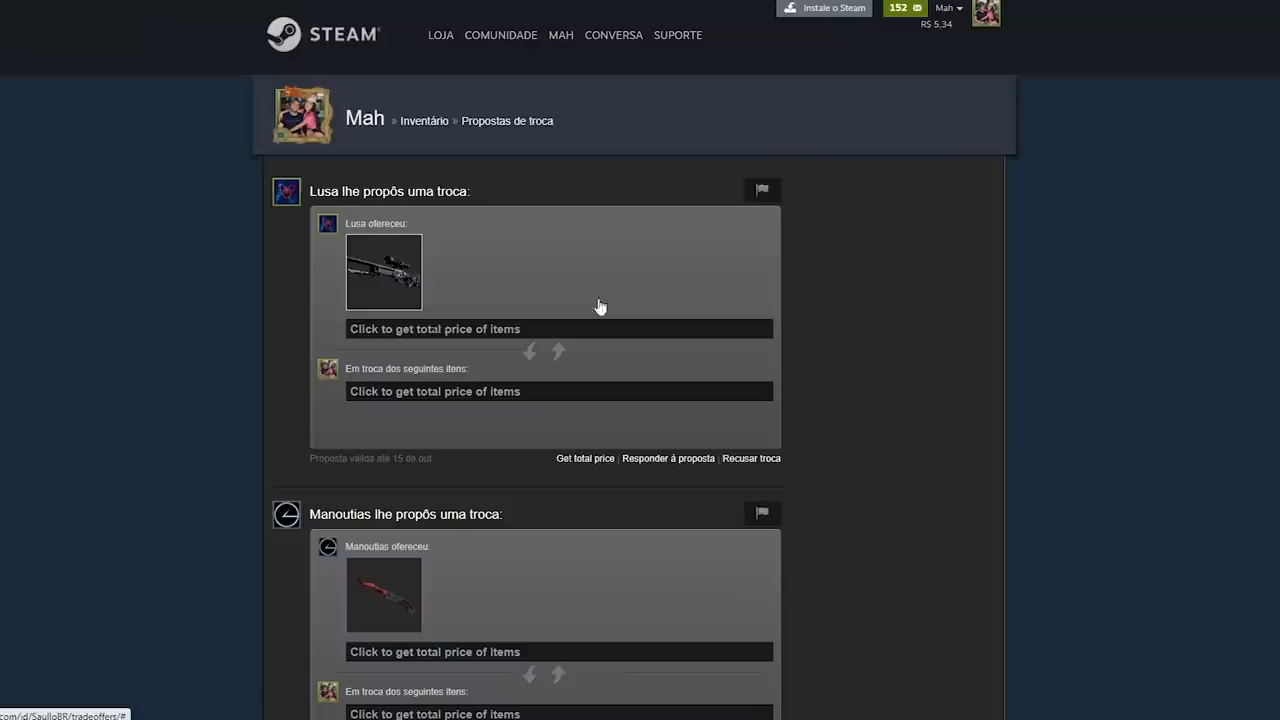 Instale o Steam
152
Mah
R$ 5,34
STEAM
LOJA COMUNIDADE MAH CONVERSA SUPORTE
Mah » Inventário » Propostas de troca
Lusa lhe propôs uma troca:
Lusa ofereceu:
Click to get total price of items
Em troca dos seguintes itens:
Click to get total price of items
Proposta válida até 15 de out
Get total price | Responder à proposta | Recusar troca
Manoutias lhe propôs uma troca:
Manoutias ofereceu:
Click to get total price of items
Em troca dos seguintes itens:
Click to get total price of items
com/id/SaulloBR/tradeoffers/#